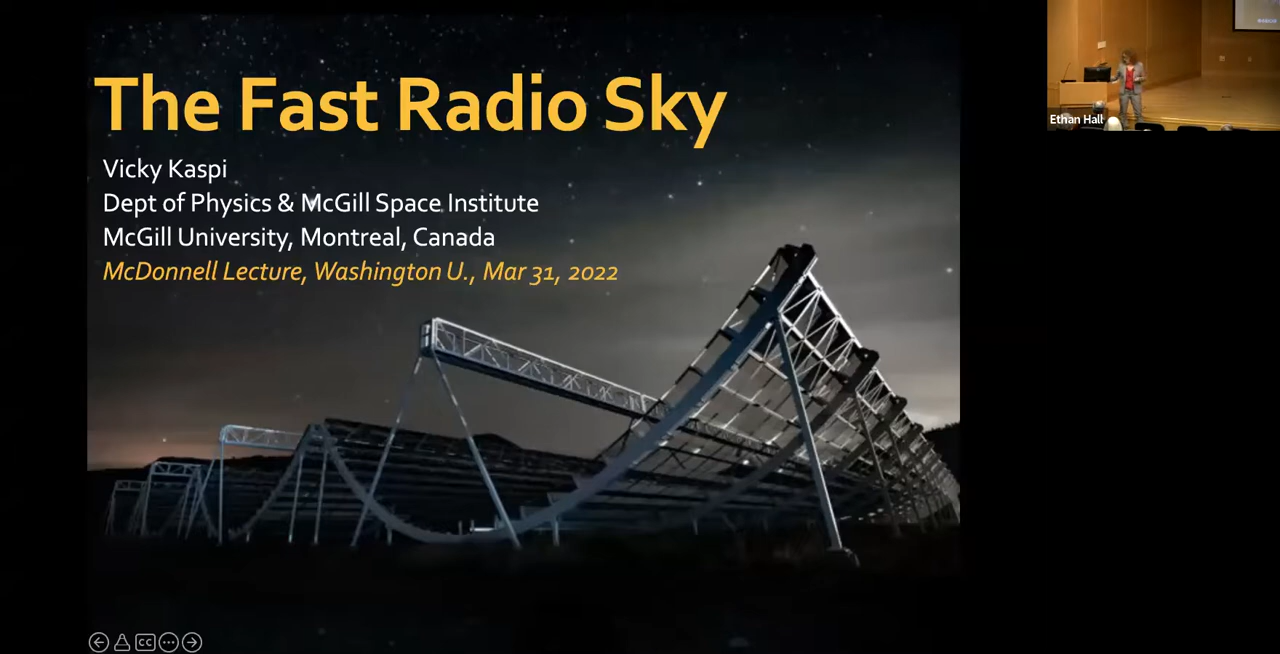 The Fast Radio Sky
Vicky Kaspi
Dept of Physics & McGill Space Institute
McGill University, Montreal, Canada
McDonnell Lecture, Washington U., Mar 31, 2022
Ethan Hall
CC